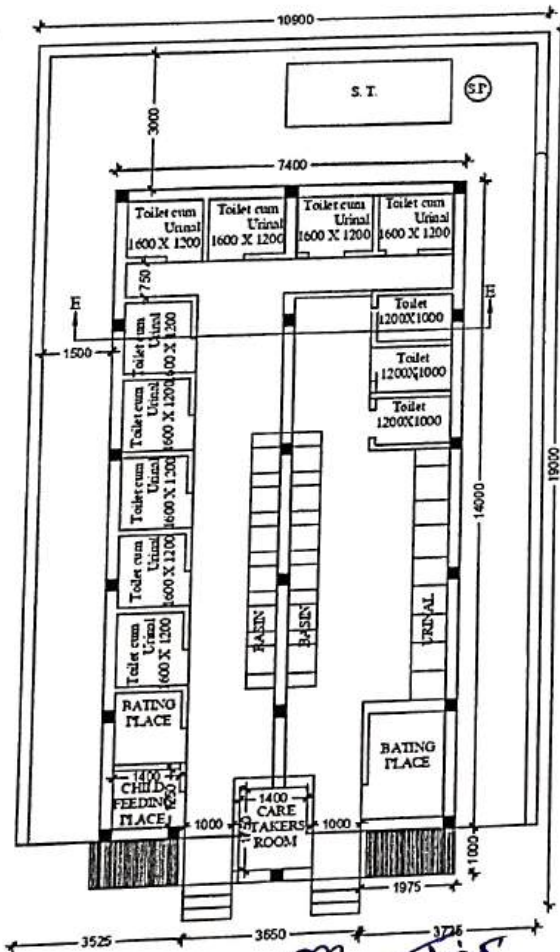 10900
S. T.
S.P
3000
7400
Toilet cum
Urinal
1600 X 1200
Toilet cum
Urinal
1600 X 1200
Toilet cum
Urinal
1600 X 1200
Toilet cum
Urinal
1600 X 1200
750
E
E
1500
Toilet cum
Urinal
1600 X 1200
Toilet
1200X1000
Toilet
1200X1000
Toilet
1200X1000
Toilet cum
Urinal
1600 X 1200
Toilet cum
Urinal
1600 X 1200
Toilet cum
Urinal
1600 X 1200
Toilet cum
Urinal
1600 X 1200
14000
19000
BASIN
BASIN
URINAL
BATING
PLACE
BATING
PLACE
1400
CHILD
FEEDING
PLACE
1250
1000
1400
CARE
TAKERS
ROOM
1000
1000
1975
3525
3650
3725